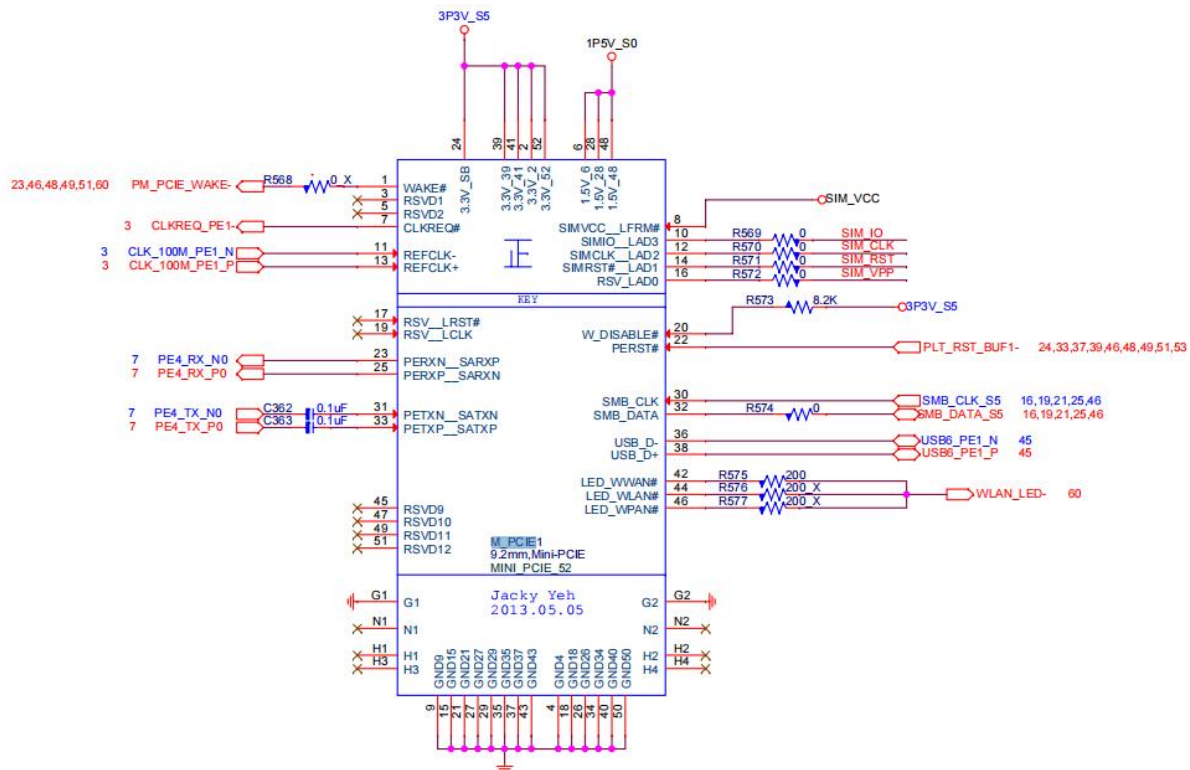 3P3V_S5
1P5V_S0
24 39 41 2 52 6 28 48
3.3V_SB 3.3V_39 3.3V_41 3.3V_2 3.3V_52 1.5V_6 1.5V_28 1.5V_48
23,46,48,49,51,60 PM_PCIE_WAKE- R568 0_X 1 WAKE#
3 RSVD1
5 RSVD2
3 CLKREQ_PE1- 7 CLKREQ#
3 CLK_100M_PE1_N 11 REFCLK-
3 CLK_100M_PE1_P 13 REFCLK+
SIM_VCC
SIMVCC__LFRM# 8
SIMIO__LAD3 10 R569 0 SIM_IO
SIMCLK__LAD2 12 R570 0 SIM_CLK
SIMRST#__LAD1 14 R571 0 SIM_RST
RSV_LAD0 16 R572 0 SIM_VPP
KEY
17 RSV__LRST#
19 RSV__LCLK
R573 8.2K 3P3V_S5
W_DISABLE# 20
PERST# 22 PLT_RST_BUF1- 24,33,37,39,46,48,49,51,53
7 PE4_RX_N0 23 PERXN__SARXP
7 PE4_RX_P0 25 PERXP__SARXN
7 PE4_TX_N0 C362 0.1uF 31 PETXN__SATXN
7 PE4_TX_P0 C363 0.1uF 33 PETXP__SATXP
SMB_CLK 30 SMB_CLK_S5 16,19,21,25,46
SMB_DATA 32 R574 0 SMB_DATA_S5 16,19,21,25,46
USB_D- 36 USB6_PE1_N 45
USB_D+ 38 USB6_PE1_P 45
LED_WWAN# 42 R575 200
LED_WLAN# 44 R576 200_X WLAN_LED- 60
LED_WPAN# 46 R577 200_X
45 RSVD9
47 RSVD10
49 RSVD11
51 RSVD12
M_PCIE1
9.2mm,Mini-PCIE
MINI_PCIE_52
Jacky Yeh
2013.05.05
G1 G1 G2 G2
N1 N1 N2 N2
H1 H1 H2 H2
H3 H3 H4 H4
GND9 GND15 GND21 GND27 GND29 GND35 GND37 GND43 GND4 GND18 GND26 GND34 GND40 GND50
9 15 21 27 29 35 37 43 4 18 26 34 40 50